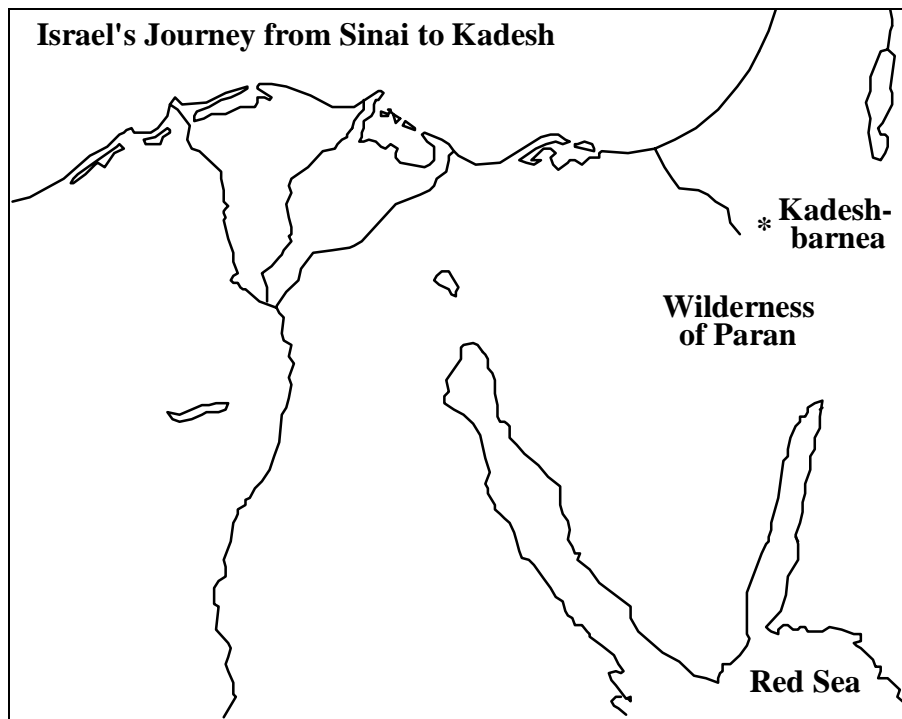 Israel's Journey from Sinai to Kadesh
* Kadesh-
barnea
Wilderness
of Paran
Red Sea